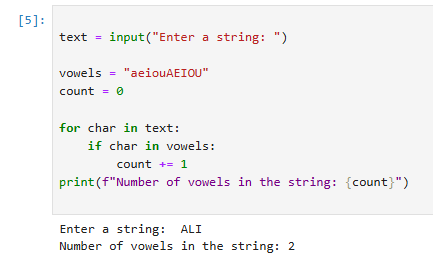 [5]:
text = input("Enter a string: ")
vowels = "aeiouAEIOU"
count = 0
for char in text:
    if char in vowels:
        count += 1
print(f"Number of vowels in the string: {count}")
Enter a string:  ALI
Number of vowels in the string: 2